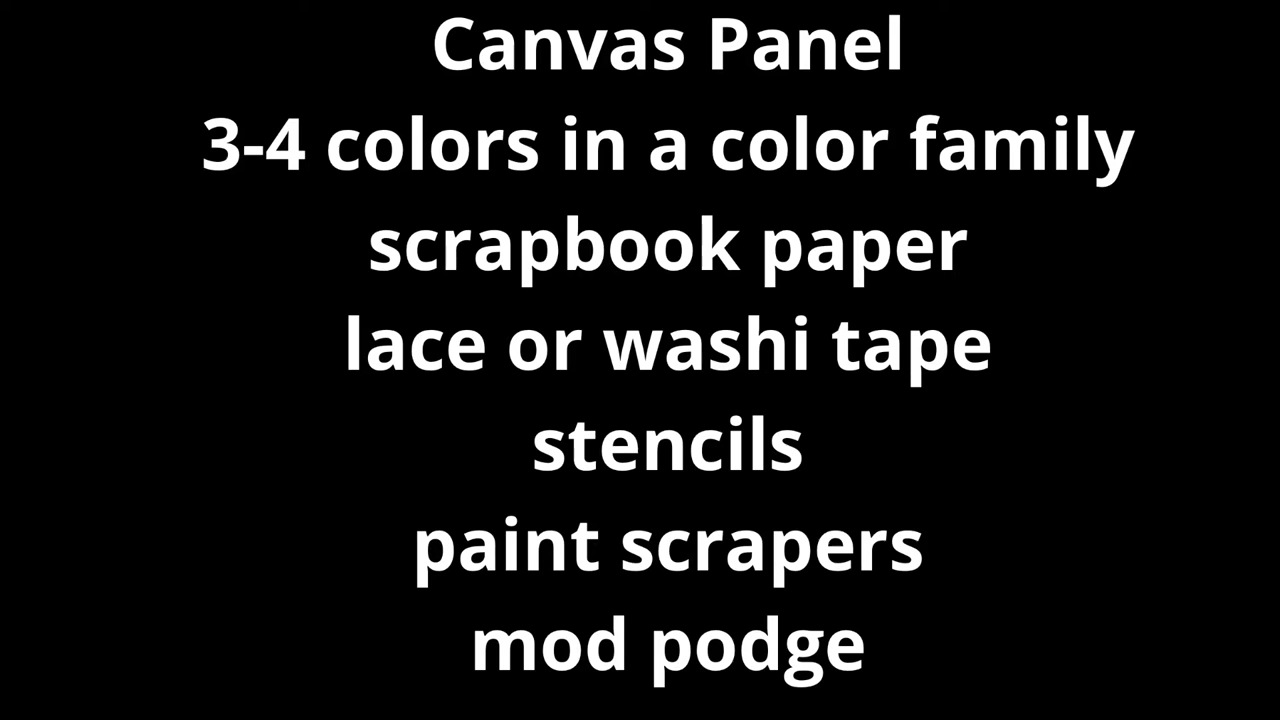 Canvas Panel
3-4 colors in a color family
scrapbook paper
lace or washi tape
stencils
paint scrapers
mod podge